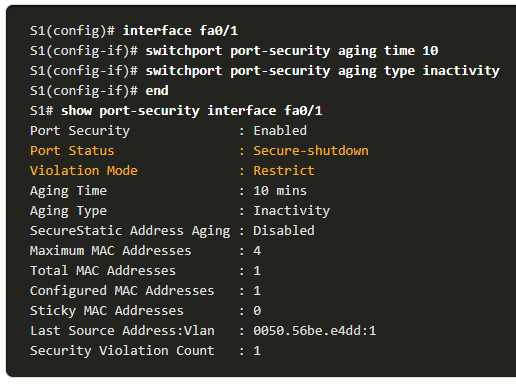 S1(config)# interface fa0/1
S1(config-if)# switchport port-security aging time 10
S1(config-if)# switchport port-security aging type inactivity
S1(config-if)# end
S1# show port-security interface fa0/1
Port Security              : Enabled
Port Status                : Secure-shutdown
Violation Mode             : Restrict
Aging Time                 : 10 mins
Aging Type                 : Inactivity
SecureStatic Address Aging : Disabled
Maximum MAC Addresses      : 4
Total MAC Addresses        : 1
Configured MAC Addresses   : 1
Sticky MAC Addresses       : 0
Last Source Address:Vlan   : 0050.56be.e4dd:1
Security Violation Count   : 1